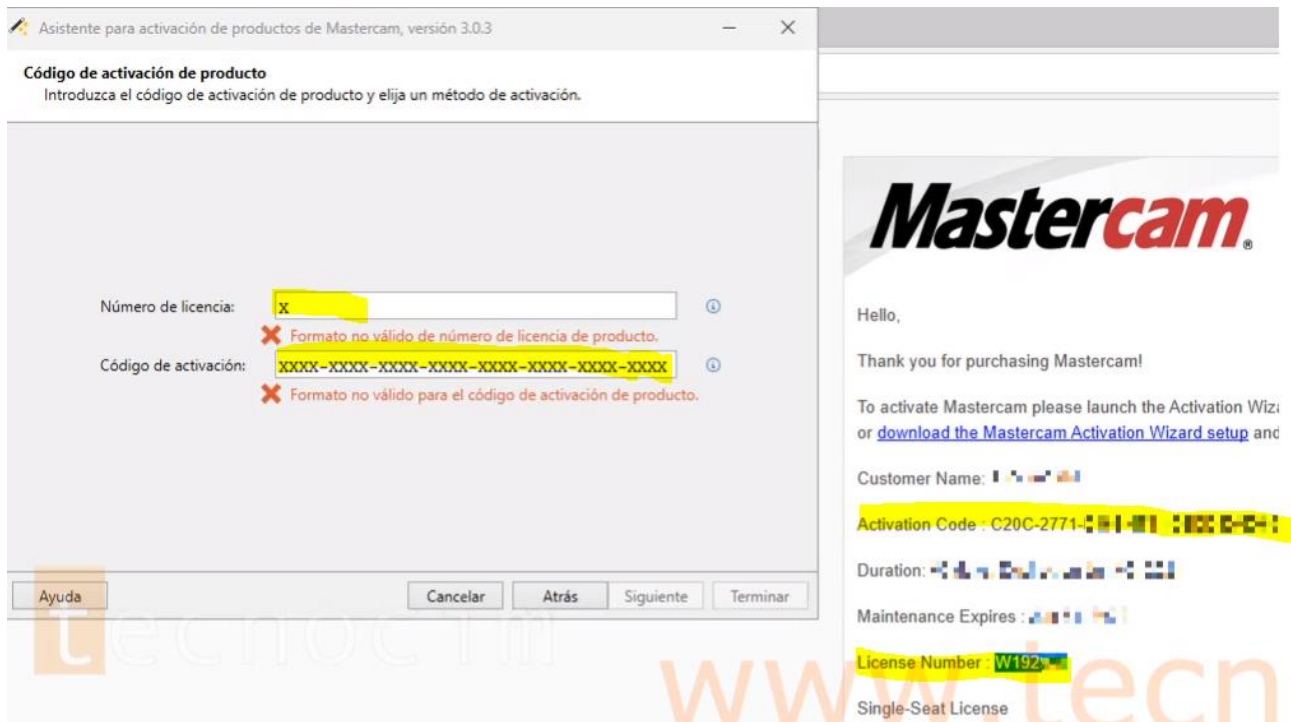 Asistente para activación de productos de Mastercam, versión 3.0.3
Código de activación de producto
Introduzca el código de activación de producto y elija un método de activación.
Número de licencia: X
Formato no válido de número de licencia de producto.
Código de activación: XXXX-XXXX-XXXX-XXXX-XXXX-XXXX-XXXX-XXXX
Formato no válido para el código de activación de producto.
Ayuda Cancelar Atrás Siguiente Terminar
Mastercam®
Hello,
Thank you for purchasing Mastercam!
To activate Mastercam please launch the Activation Wiz
or download the Mastercam Activation Wizard setup and
Customer Name:
Activation Code : C20C-2771-
Duration:
Maintenance Expires :
License Number : W192
Single-Seat License
tecnocim
www.tecn